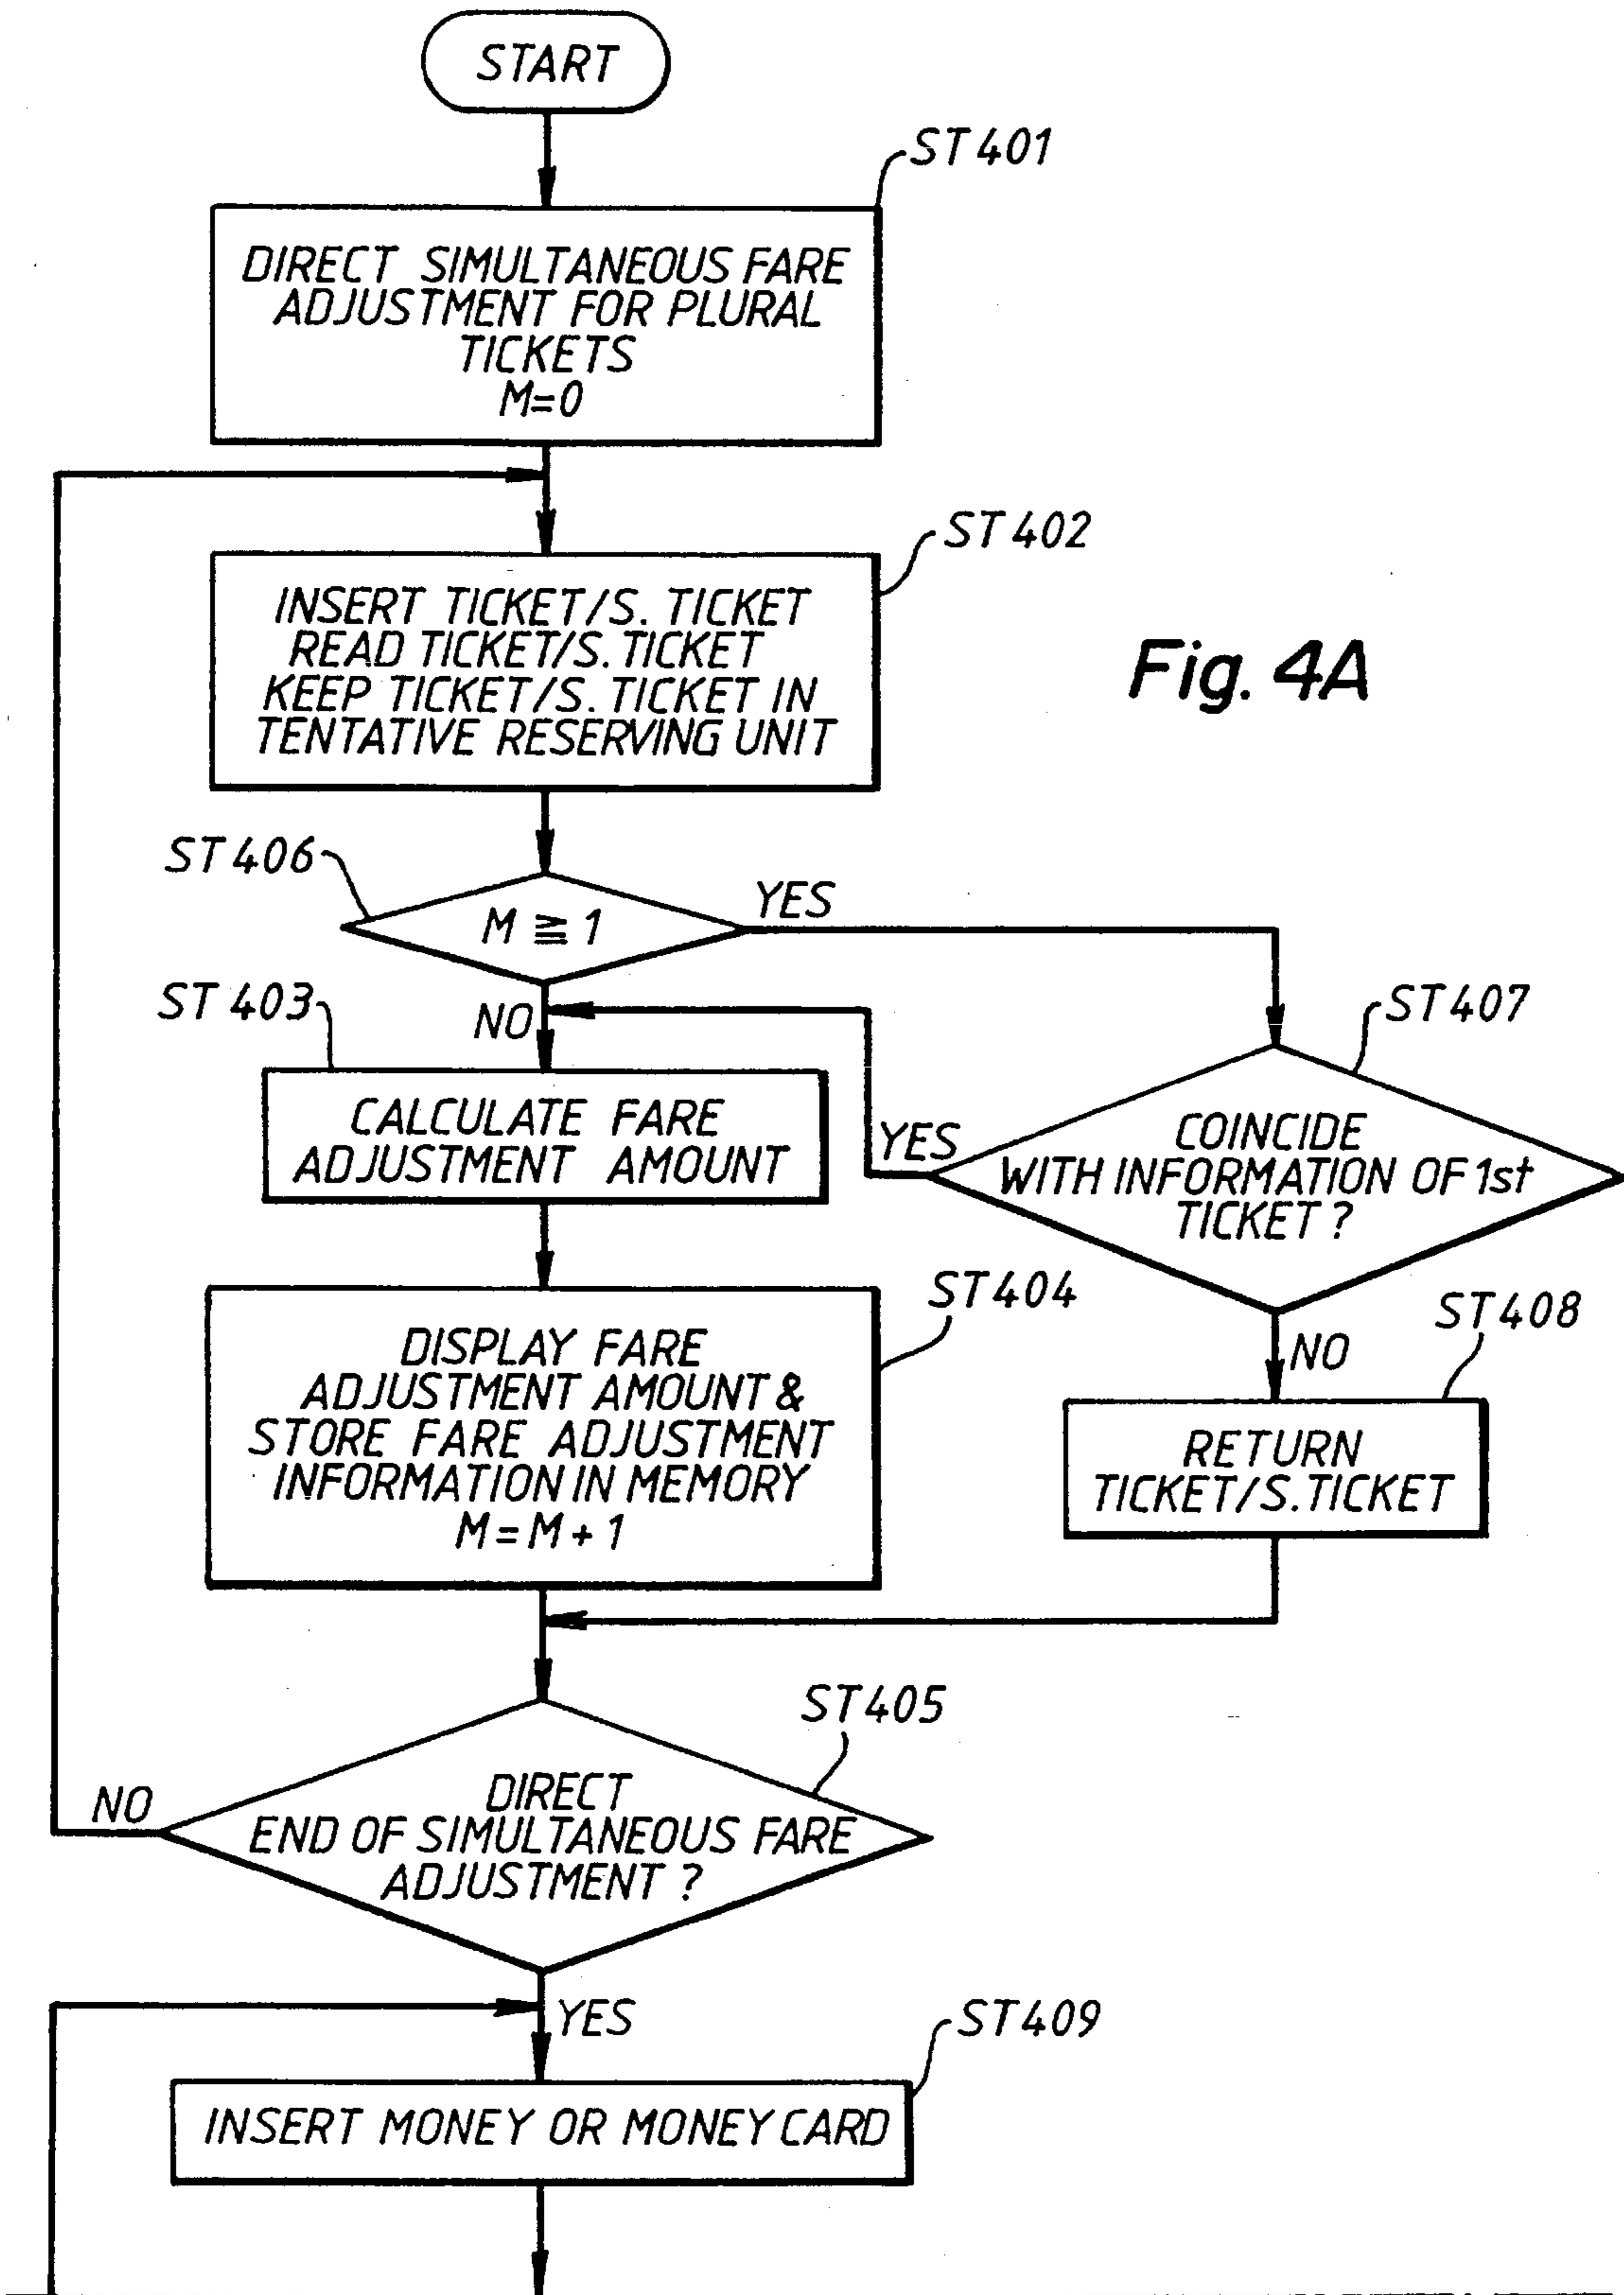 START
ST401
DIRECT SIMULTANEOUS FARE
ADJUSTMENT FOR PLURAL
TICKETS
M=0
ST402
INSERT TICKET/S. TICKET
READ TICKET/S. TICKET
KEEP TICKET/S. TICKET IN
TENTATIVE RESERVING UNIT
Fig. 4A
ST406
M ≧ 1
YES
ST403
NO
ST407
CALCULATE FARE
ADJUSTMENT AMOUNT
YES
COINCIDE
WITH INFORMATION OF 1st
TICKET ?
ST404
DISPLAY FARE
ADJUSTMENT AMOUNT &
STORE FARE ADJUSTMENT
INFORMATION IN MEMORY
M = M + 1
NO
ST408
RETURN
TICKET/S. TICKET
ST405
NO
DIRECT
END OF SIMULTANEOUS FARE
ADJUSTMENT ?
YES
ST409
INSERT MONEY OR MONEY CARD